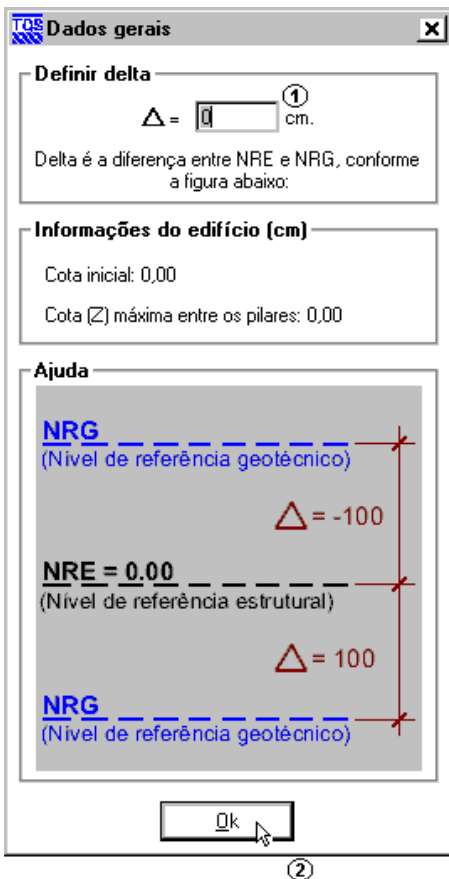 TQS Dados gerais
Definir delta
①
Δ = 0 cm.
Delta é a diferença entre NRE e NRG, conforme
a figura abaixo:
Informações do edifício (cm)
Cota inicial: 0,00
Cota (Z) máxima entre os pilares: 0,00
Ajuda
NRG
(Nível de referência geotécnico)
Δ = -100
NRE = 0.00
(Nível de referência estrutural)
Δ = 100
NRG
(Nível de referência geotécnico)
Ok
②